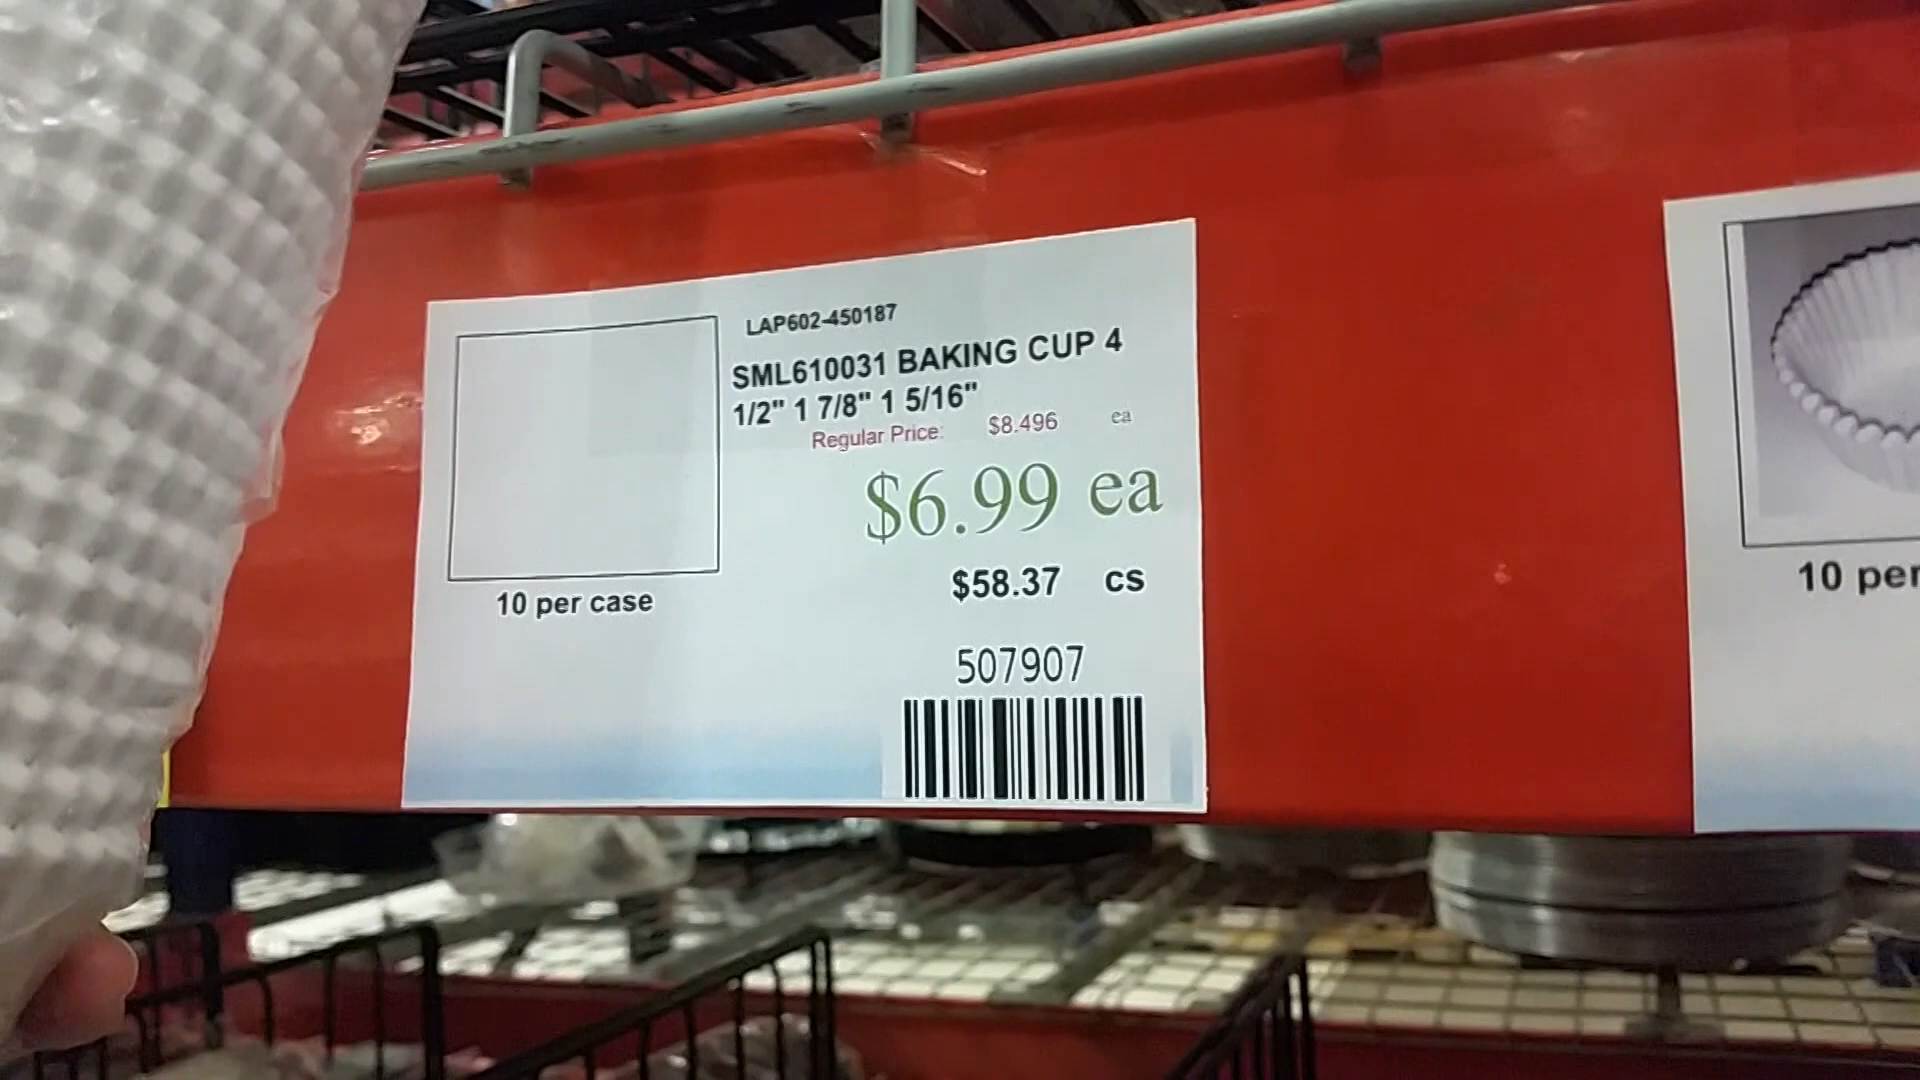 LAP602-450187
SML610031 BAKING CUP 4
1/2" 1 7/8" 1 5/16"
Regular Price: $8.496 ea
$6.99 ea
$58.37 cs
10 per case
507907
10 per